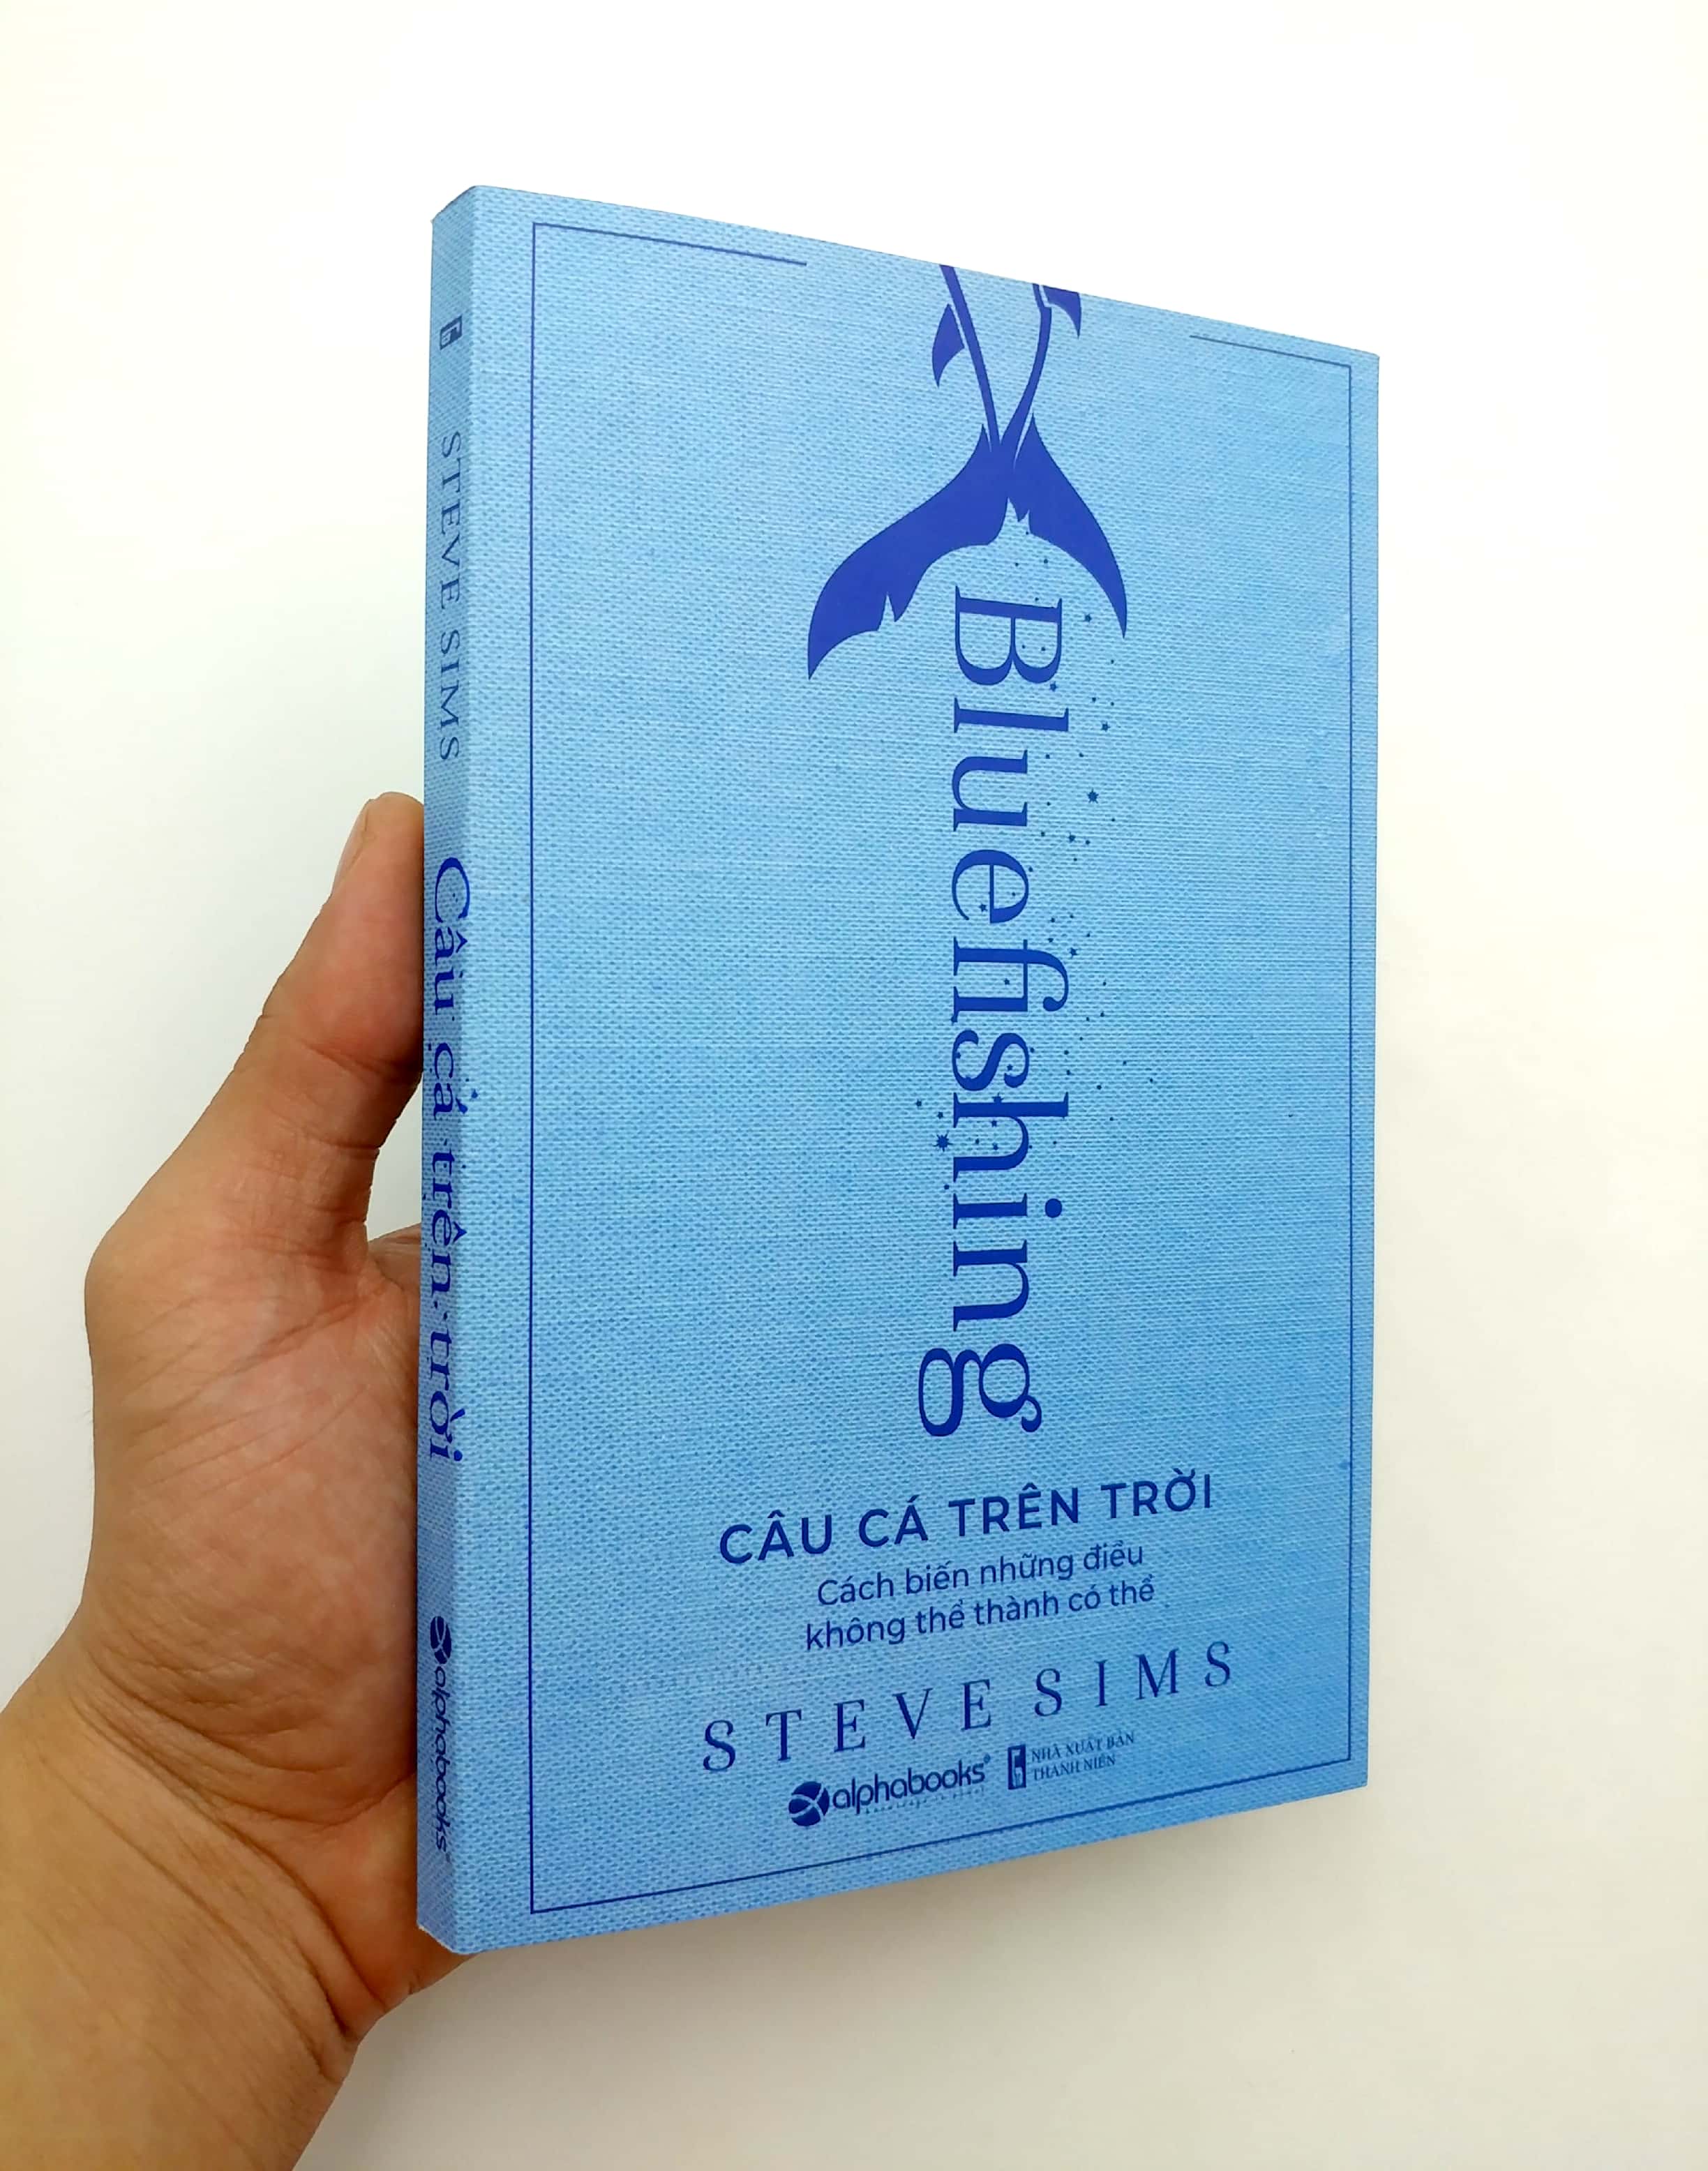 STEVE SIMS
Câu cá trên trời
alphabooks
Bluefishing
CÂU CÁ TRÊN TRỜI
Cách biến những điều
không thể thành có thể
STEVE SIMS
alphabooks®
NHÀ XUẤT BẢN
THANH NIÊN